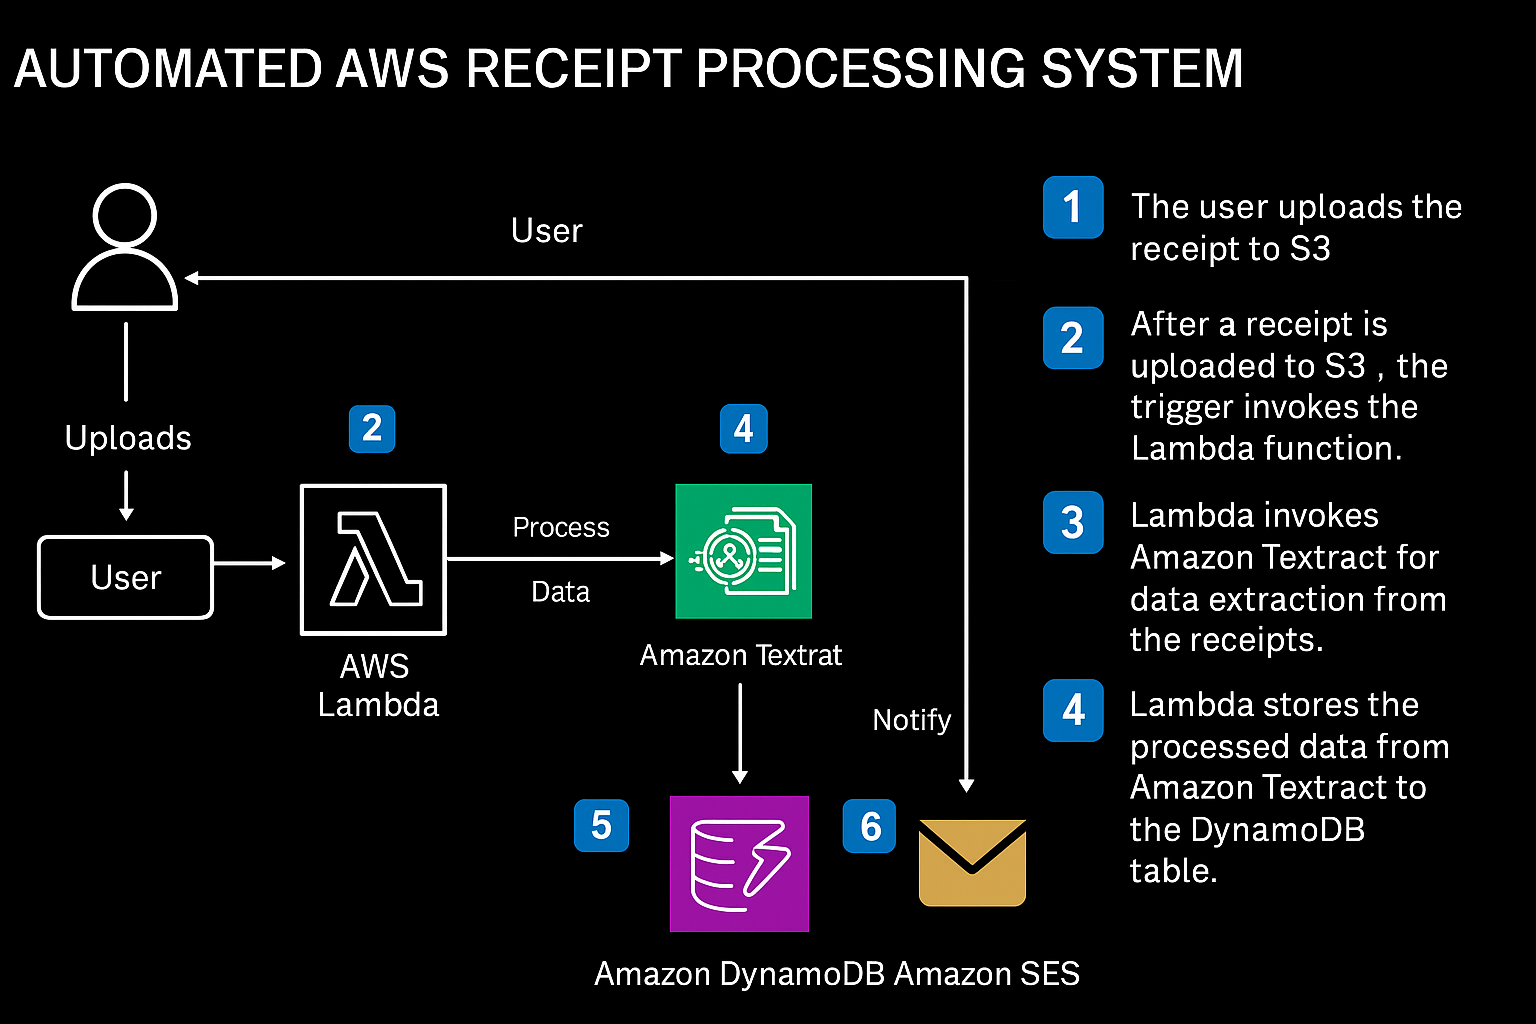 AUTOMATED AWS RECEIPT PROCESSING SYSTEM
User
Uploads
User
2
AWS
Lambda
Process
Data
4
Amazon Textrat
Notify
5
6
Amazon DynamoDB Amazon SES
1
The user uploads the
receipt to S3
2
After a receipt is
uploaded to S3 , the
trigger invokes the
Lambda function.
3
Lambda invokes
Amazon Textract for
data extraction from
the receipts.
4
Lambda stores the
processed data from
Amazon Textract to
the DynamoDB
table.